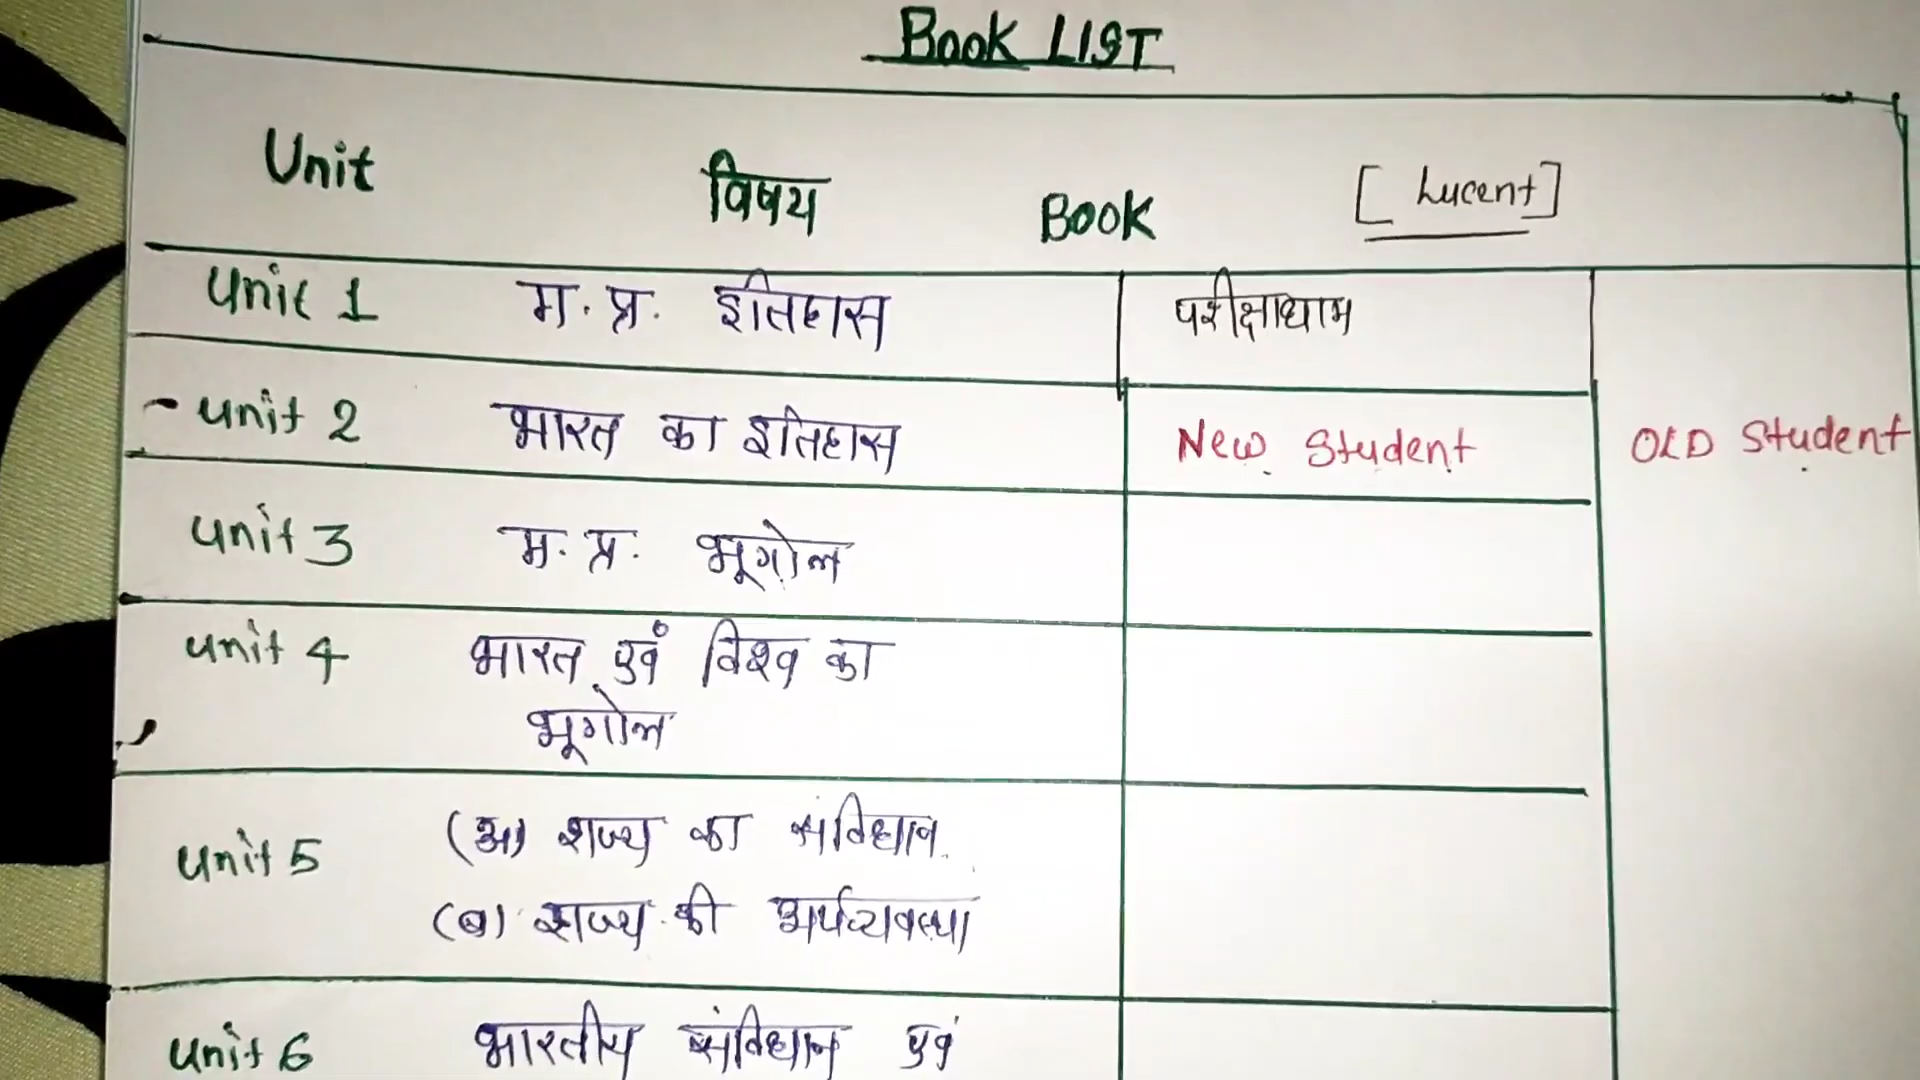 Book LIST
Unit विषय Book [Lucent]
Unit 1 म. प्र. इतिहास परीक्षाधाम
unit 2 भारत का इतिहास New Student OLD Student
unit 3 म. प्र. भूगोल
unit 4 भारत एवं विश्व का
भूगोल
unit 5 (अ) राज्य का संविधान
(ब) राज्य की अर्थव्यवस्था
unit 6 भारतीय संविधान एवं